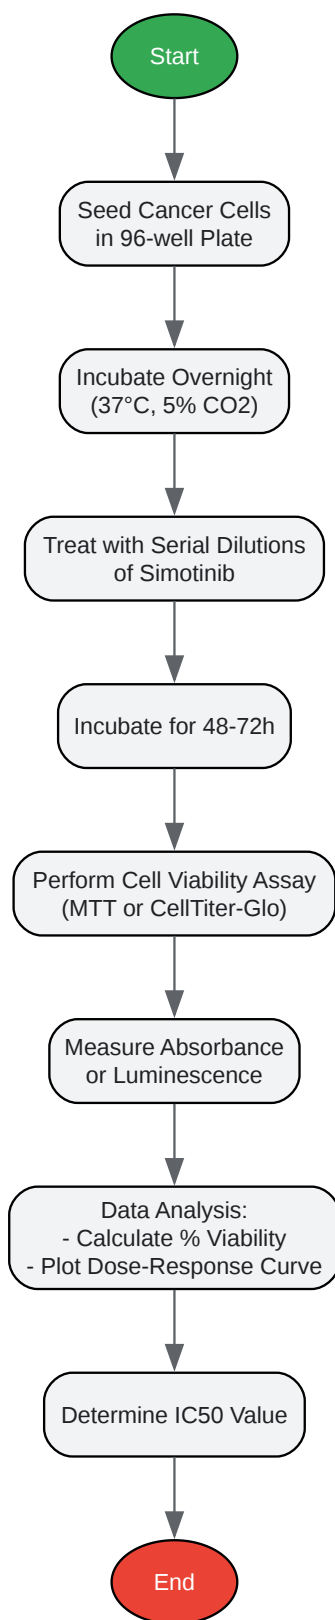 Start
Seed Cancer Cells
in 96-well Plate
Incubate Overnight
(37°C, 5% CO2)
Treat with Serial Dilutions
of Simotinib
Incubate for 48-72h
Perform Cell Viability Assay
(MTT or CellTiter-Glo)
Measure Absorbance
or Luminescence
Data Analysis:
- Calculate % Viability
- Plot Dose-Response Curve
Determine IC50 Value
End